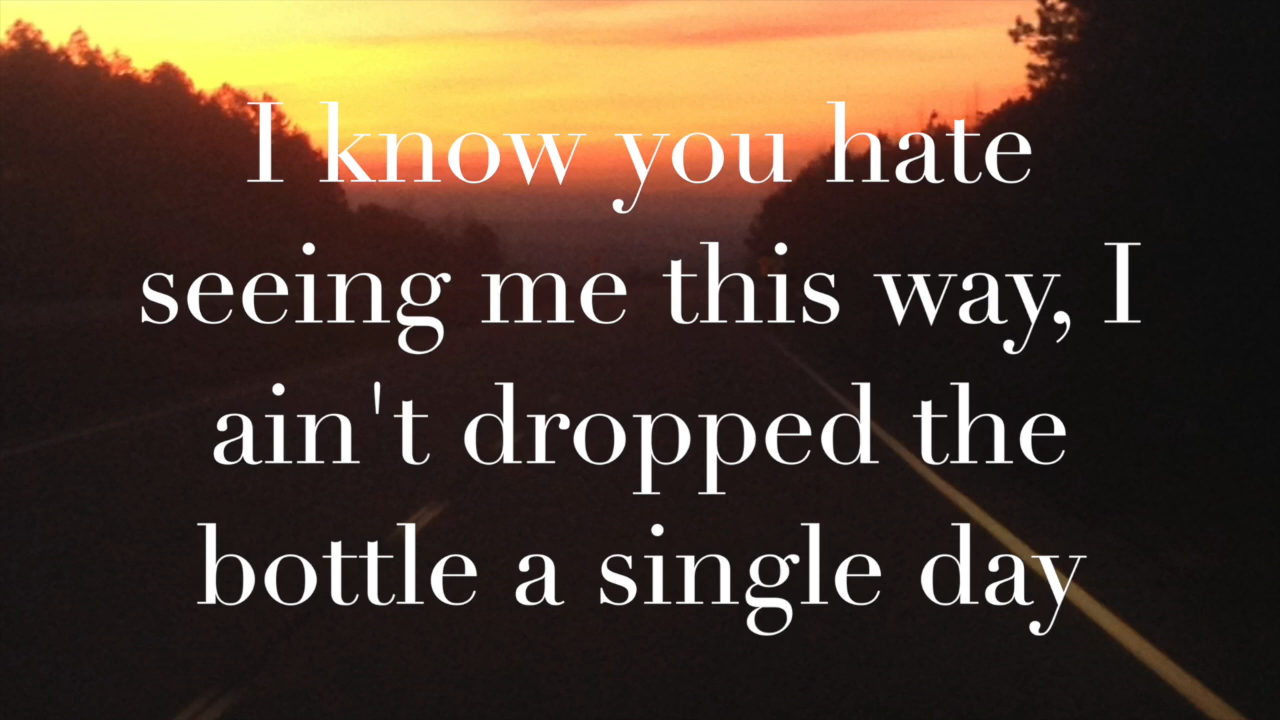 I know you hate
seeing me this way, I
ain't dropped the
bottle a single day